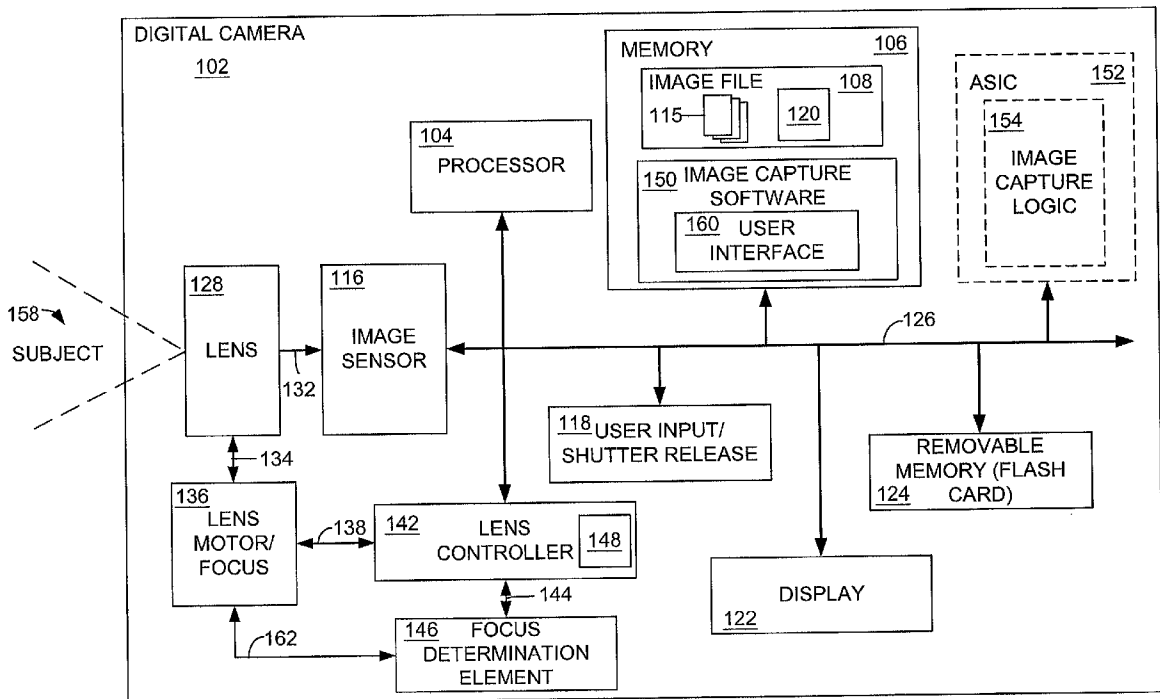 DIGITAL CAMERA
102
MEMORY
106
IMAGE FILE
108
115
120
150
IMAGE CAPTURE
SOFTWARE
160
USER
INTERFACE
ASIC
152
154
IMAGE
CAPTURE
LOGIC
104
PROCESSOR
158
SUBJECT
128
LENS
132
116
IMAGE
SENSOR
126
118
USER INPUT/
SHUTTER RELEASE
REMOVABLE
MEMORY (FLASH
CARD)
124
134
136
LENS
MOTOR/
FOCUS
138
142
LENS
CONTROLLER
148
144
DISPLAY
122
162
146
FOCUS
DETERMINATION
ELEMENT